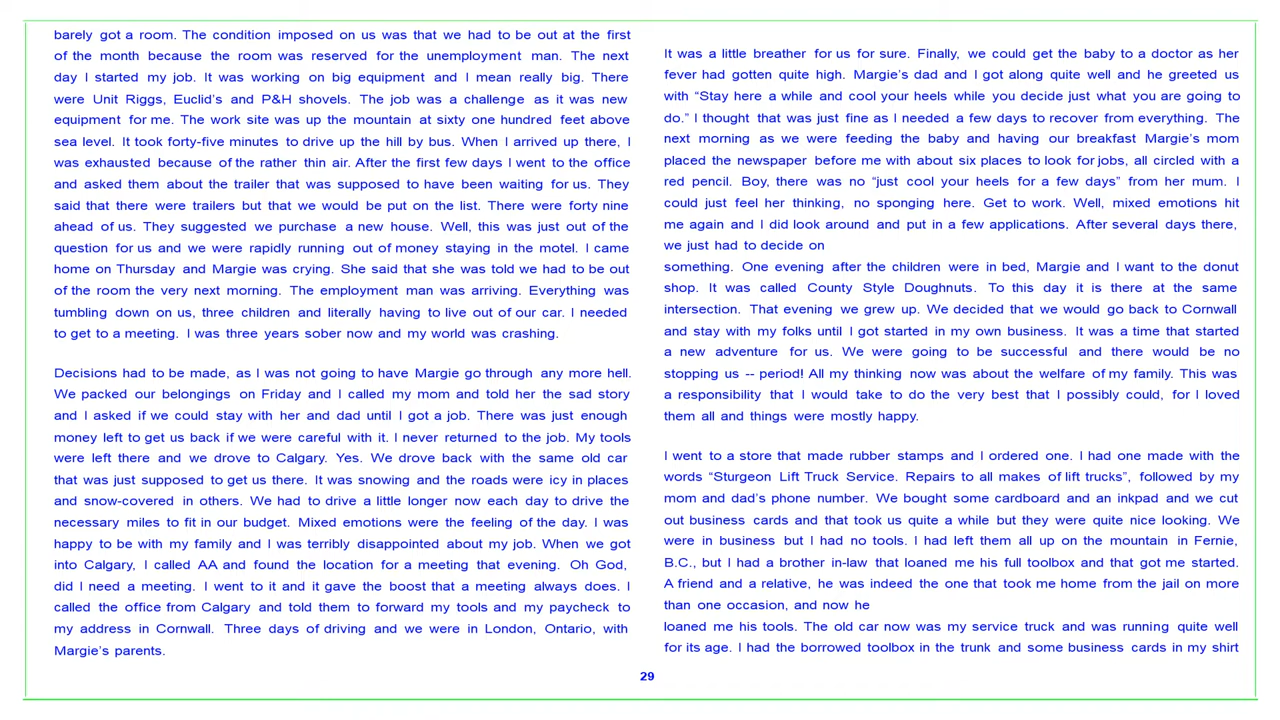 barely got a room. The condition imposed on us was that we had to be out at the first
of the month because the room was reserved for the unemployment man. The next
day I started my job. It was working on big equipment and I mean really big. There
were Unit Riggs, Euclid's and P&H shovels. The job was a challenge as it was new
equipment for me. The work site was up the mountain at sixty one hundred feet above
sea level. It took forty-five minutes to drive up the hill by bus. When I arrived up there, I
was exhausted because of the rather thin air. After the first few days I went to the office
and asked them about the trailer that was supposed to have been waiting for us. They
said that there were trailers but that we would be put on the list. There were forty nine
ahead of us. They suggested we purchase a new house. Well, this was just out of the
question for us and we were rapidly running out of money staying in the motel. I came
home on Thursday and Margie was crying. She said that she was told we had to be out
of the room the very next morning. The employment man was arriving. Everything was
tumbling down on us, three children and literally having to live out of our car. I needed
to get to a meeting. I was three years sober now and my world was crashing.
Decisions had to be made, as I was not going to have Margie go through any more hell.
We packed our belongings on Friday and I called my mom and told her the sad story
and I asked if we could stay with her and dad until I got a job. There was just enough
money left to get us back if we were careful with it. I never returned to the job. My tools
were left there and we drove to Calgary. Yes. We drove back with the same old car
that was just supposed to get us there. It was snowing and the roads were icy in places
and snow-covered in others. We had to drive a little longer now each day to drive the
necessary miles to fit in our budget. Mixed emotions were the feeling of the day. I was
happy to be with my family and I was terribly disappointed about my job. When we got
into Calgary, I called AA and found the location for a meeting that evening. Oh God,
did I need a meeting. I went to it and it gave the boost that a meeting always does. I
called the office from Calgary and told them to forward my tools and my paycheck to
my address in Cornwall. Three days of driving and we were in London, Ontario, with
Margie's parents.
It was a little breather for us for sure. Finally, we could get the baby to a doctor as her
fever had gotten quite high. Margie's dad and I got along quite well and he greeted us
with “Stay here a while and cool your heels while you decide just what you are going to
do.” I thought that was just fine as I needed a few days to recover from everything. The
next morning as we were feeding the baby and having our breakfast Margie's mom
placed the newspaper before me with about six places to look for jobs, all circled with a
red pencil. Boy, there was no “just cool your heels for a few days” from her mum. I
could just feel her thinking, no sponging here. Get to work. Well, mixed emotions hit
me again and I did look around and put in a few applications. After several days there,
we just had to decide on
something. One evening after the children were in bed, Margie and I want to the donut
shop. It was called County Style Doughnuts. To this day it is there at the same
intersection. That evening we grew up. We decided that we would go back to Cornwall
and stay with my folks until I got started in my own business. It was a time that started
a new adventure for us. We were going to be successful and there would be no
stopping us -- period! All my thinking now was about the welfare of my family. This was
a responsibility that I would take to do the very best that I possibly could, for I loved
them all and things were mostly happy.
I went to a store that made rubber stamps and I ordered one. I had one made with the
words “Sturgeon Lift Truck Service. Repairs to all makes of lift trucks”, followed by my
mom and dad's phone number. We bought some cardboard and an inkpad and we cut
out business cards and that took us quite a while but they were quite nice looking. We
were in business but I had no tools. I had left them all up on the mountain in Fernie,
B.C., but I had a brother in-law that loaned me his full toolbox and that got me started.
A friend and a relative, he was indeed the one that took me home from the jail on more
than one occasion, and now he
loaned me his tools. The old car now was my service truck and was running quite well
for its age. I had the borrowed toolbox in the trunk and some business cards in my shirt
29